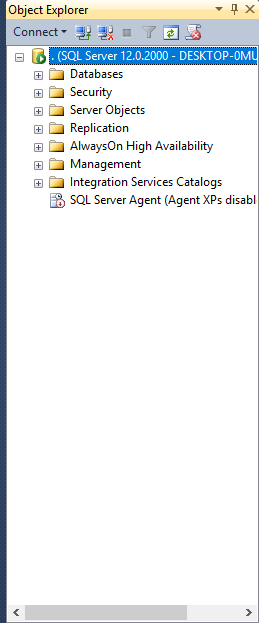 Object Explorer
Connect
. (SQL Server 12.0.2000 - DESKTOP-0MU
Databases
Security
Server Objects
Replication
AlwaysOn High Availability
Management
Integration Services Catalogs
SQL Server Agent (Agent XPs disabl